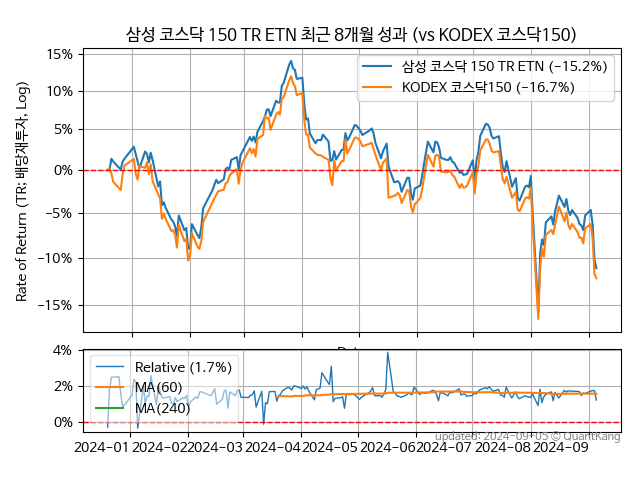 삼성 코스닥 150 TR ETN 최근 8개월 성과 (vs KODEX 코스닥150)
Rate of Return (TR: 배당재투자, Log)
15%
10%
5%
0%
−5%
−10%
−15%
삼성 코스닥 150 TR ETN (−15.2%)
KODEX 코스닥150 (−16.7%)
4%
2%
0%
Relative (1.7%)
MA(60)
MA(240)
updated: 2024-09-05 © QuantKang
2024-01 2024-02 2024-03 2024-04 2024-05 2024-06 2024-07 2024-08 2024-09